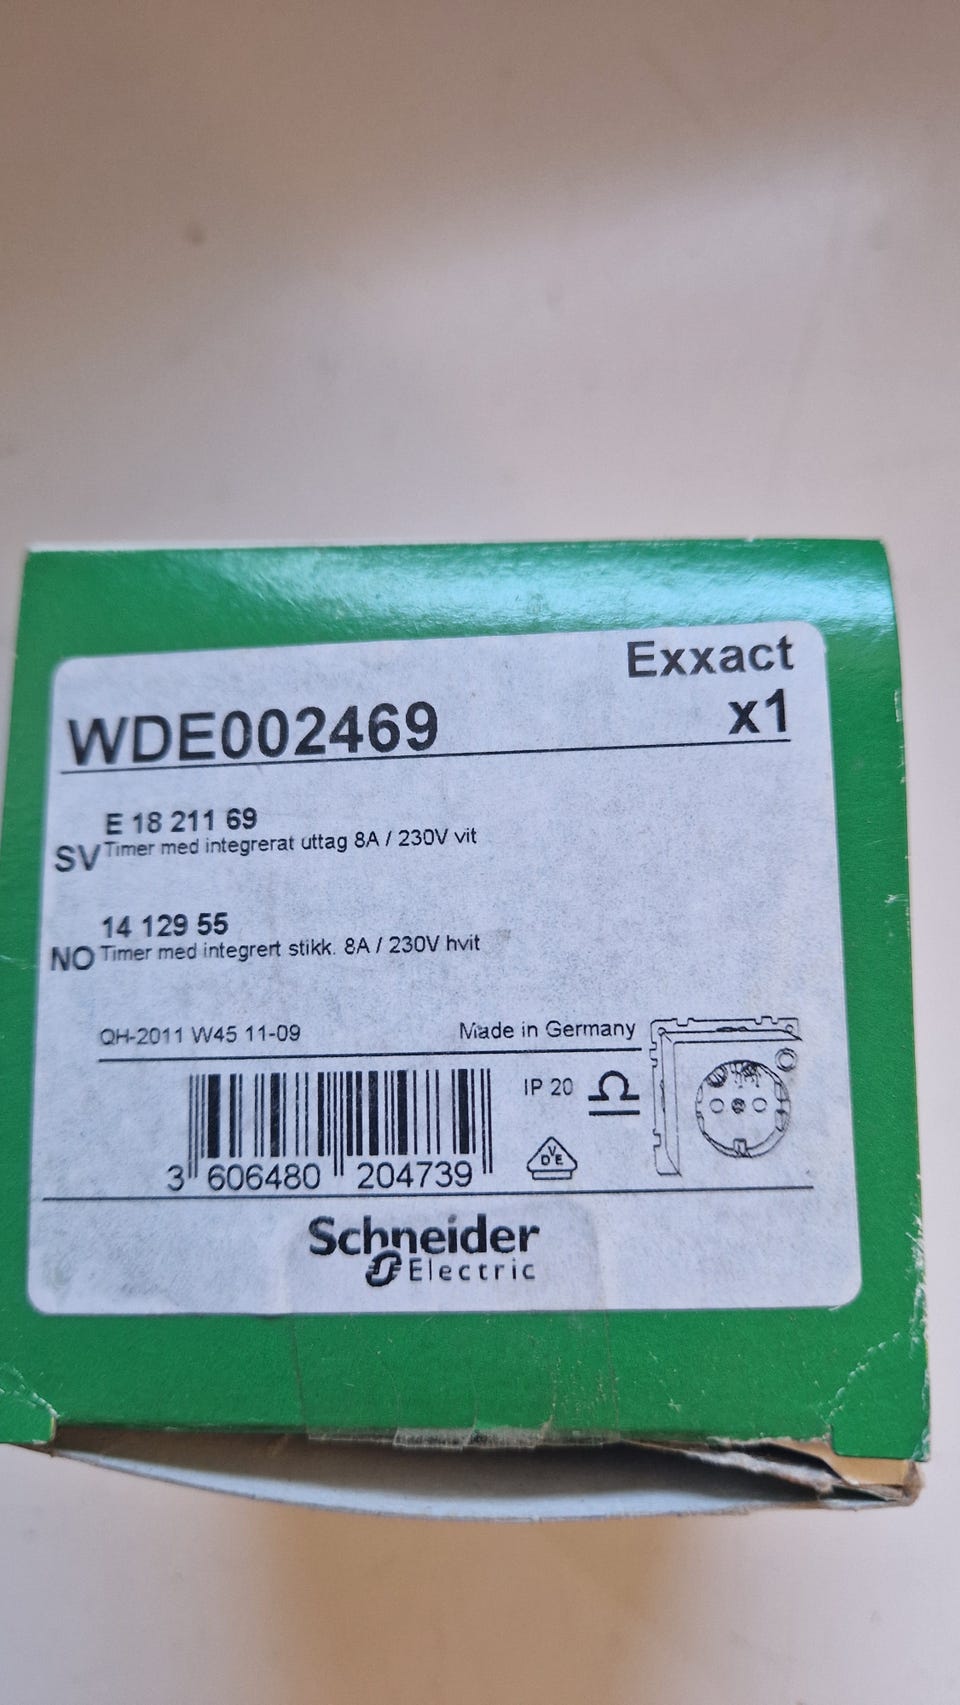 Exxact
WDE002469 x1
E 18 211 69
SV Timer med integrerat uttag 8A / 230V vit
14 129 55
NO Timer med integrert stikk. 8A / 230V hvit
QH-2011 W45 11-09 Made in Germany
IP 20
VDE
3 606480 204739
Schneider
Electric